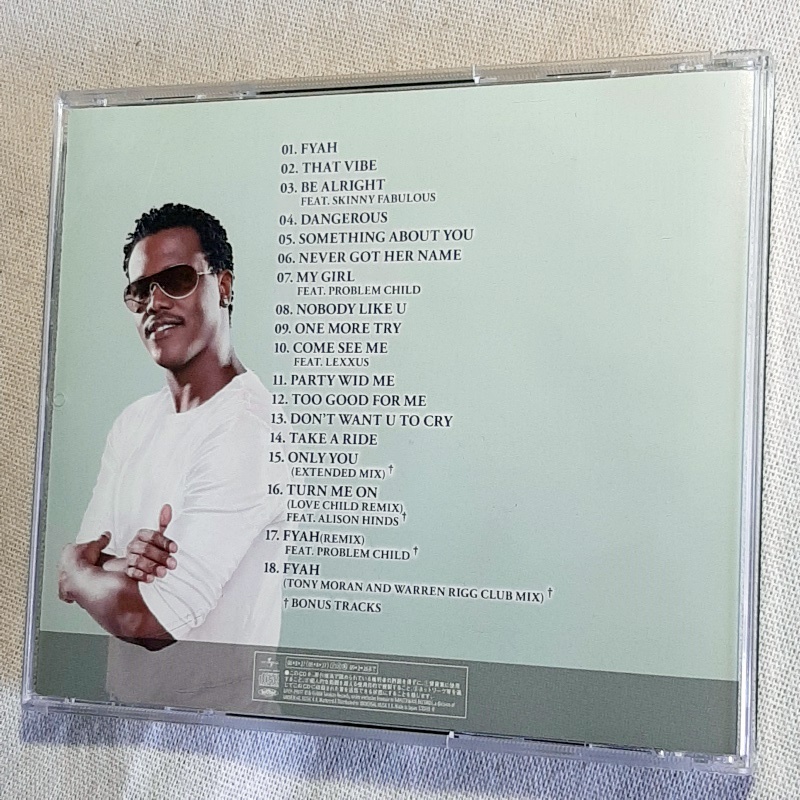 01. FYAH
02. THAT VIBE
03. BE ALRIGHT
FEAT. SKINNY FABULOUS
04. DANGEROUS
05. SOMETHING ABOUT YOU
06. NEVER GOT HER NAME
07. MY GIRL
FEAT. PROBLEM CHILD
08. NOBODY LIKE U
09. ONE MORE TRY
10. COME SEE ME
FEAT. LEXXUS
11. PARTY WID ME
12. TOO GOOD FOR ME
13. DON'T WANT U TO CRY
14. TAKE A RIDE
15. ONLY YOU
(EXTENDED MIX) †
16. TURN ME ON
(LOVE CHILD REMIX)
FEAT. ALISON HINDS †
17. FYAH (REMIX)
FEAT. PROBLEM CHILD †
18. FYAH
(TONY MORAN AND WARREN RIGG CLUB MIX) †
† BONUS TRACKS